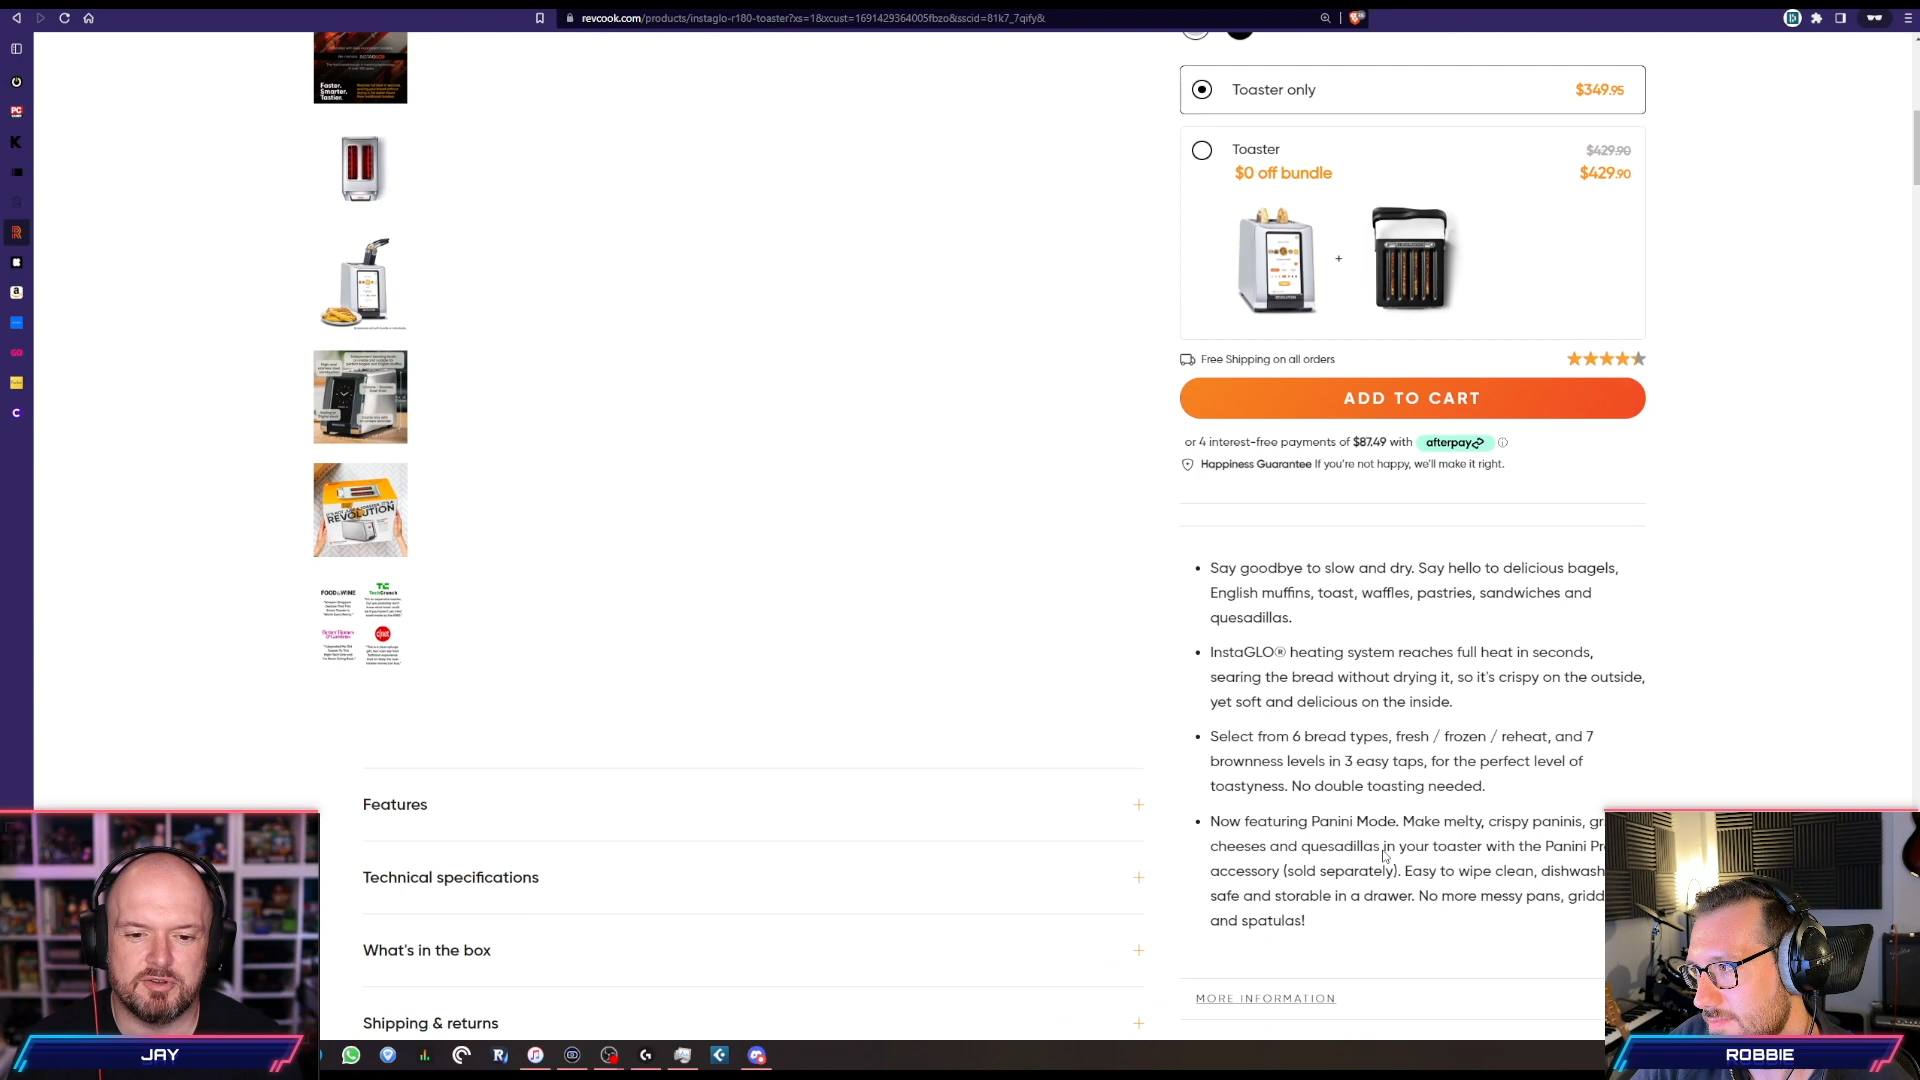 revcook.com/products/instaglo-r180-toaster?xs=1&xcust=1691429364005fbzo&sscid=81k7_7qify&
Faster.
Smarter.
Tastier.
Toaster only
$349.95
Toaster
$429.90
$0 off bundle
$429.90
+
Free Shipping on all orders
ADD TO CART
or 4 interest-free payments of $87.49 with afterpay
Happiness Guarantee If you're not happy, we'll make it right.
REVOLUTION
FOOD&WINE
TechCrunch
cnet
• Say goodbye to slow and dry. Say hello to delicious bagels,
English muffins, toast, waffles, pastries, sandwiches and
quesadillas.
• InstaGLO® heating system reaches full heat in seconds,
searing the bread without drying it, so it's crispy on the outside,
yet soft and delicious on the inside.
• Select from 6 bread types, fresh / frozen / reheat, and 7
brownness levels in 3 easy taps, for the perfect level of
toastyness. No double toasting needed.
• Now featuring Panini Mode. Make melty, crispy paninis, gr
cheeses and quesadillas in your toaster with the Panini Pr
accessory (sold separately). Easy to wipe clean, dishwash
safe and storable in a drawer. No more messy pans, gridd
and spatulas!
MORE INFORMATION
Features
Technical specifications
What's in the box
Shipping & returns
JAY
ROBBIE